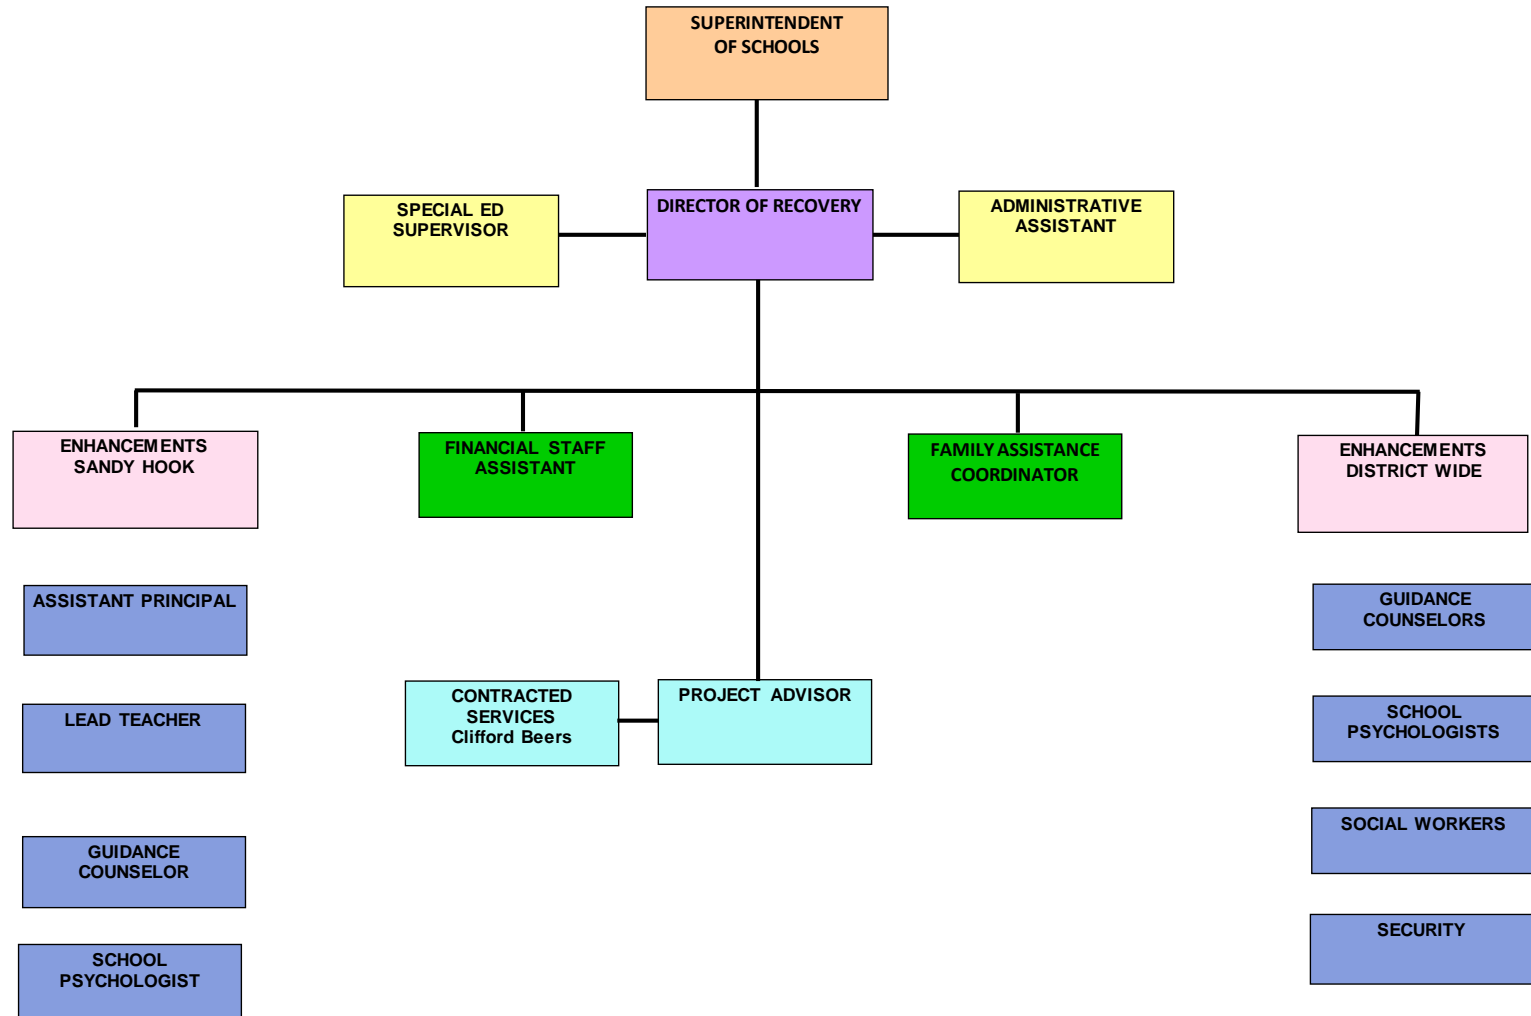 SUPERINTENDENT
OF SCHOOLS
SPECIAL ED
SUPERVISOR
DIRECTOR OF RECOVERY
ADMINISTRATIVE
ASSISTANT
ENHANCEMENTS
SANDY HOOK
FINANCIAL STAFF
ASSISTANT
FAMILY ASSISTANCE
COORDINATOR
ENHANCEMENTS
DISTRICT WIDE
ASSISTANT PRINCIPAL
GUIDANCE
COUNSELORS
LEAD TEACHER
CONTRACTED
SERVICES
Clifford Beers
PROJECT ADVISOR
SCHOOL
PSYCHOLOGISTS
GUIDANCE
COUNSELOR
SOCIAL WORKERS
SCHOOL
PSYCHOLOGIST
SECURITY